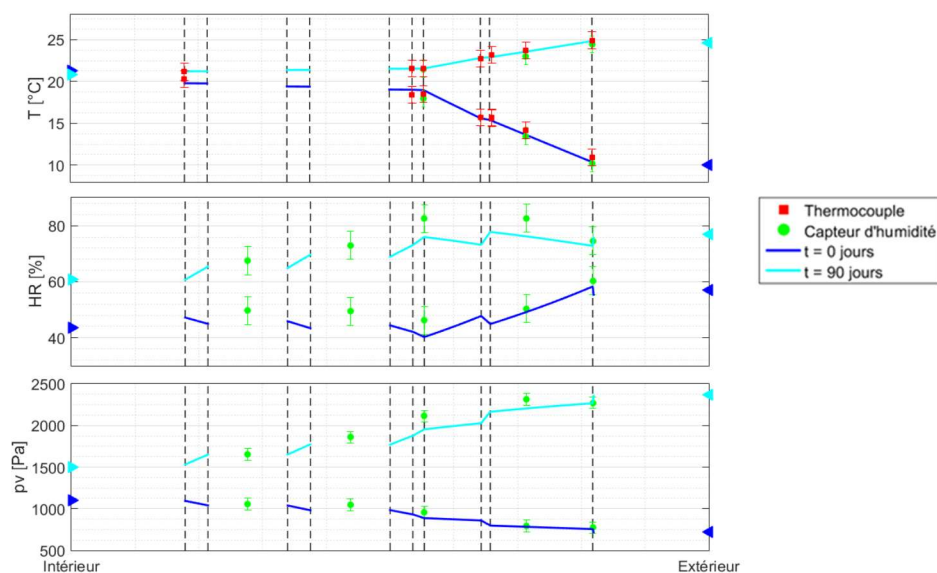 25
20
15
10
T [°C]
80
60
40
HR [%]
Thermocouple
Capteur d'humidité
t = 0 jours
t = 90 jours
2500
2000
1500
1000
500
pv [Pa]
Intérieur
Extérieur